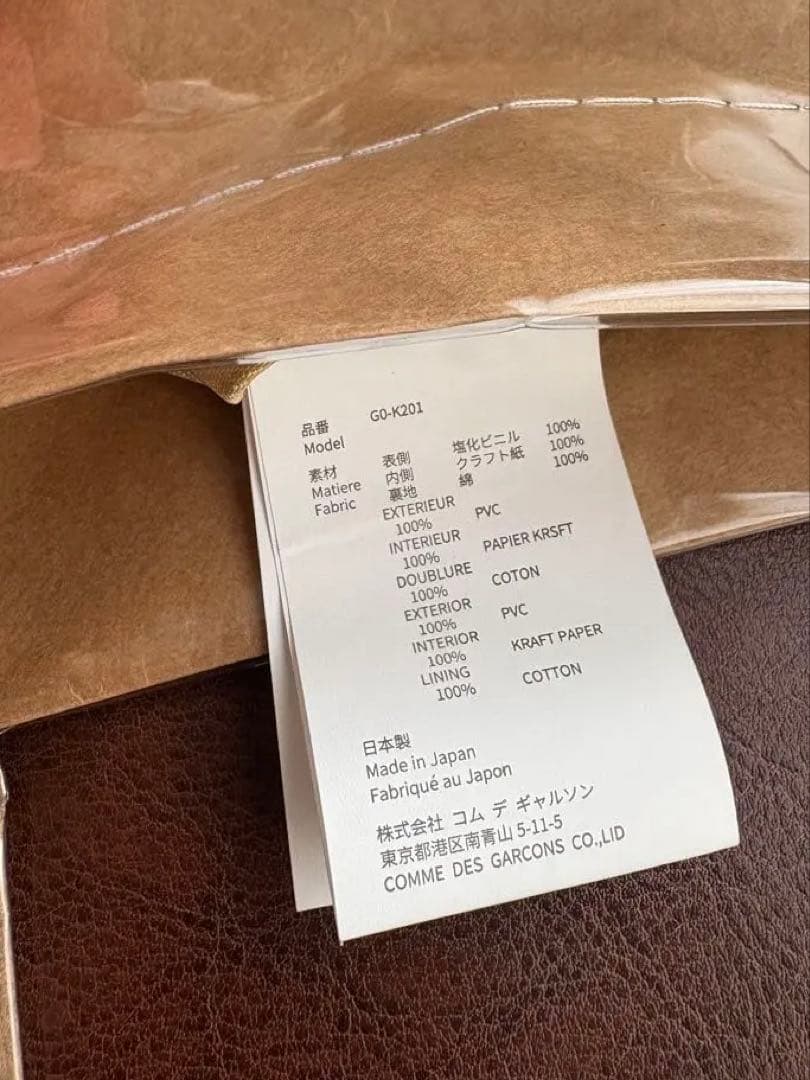 品番 G0-K201
Model
素材 表側 塩化ビニル 100%
Matiere 内側 クラフト紙 100%
Fabric 裏地 綿 100%
EXTERIEUR PVC
100%
INTERIEUR PAPIER KRSFT
100%
DOUBLURE COTON
100%
EXTERIOR PVC
100%
INTERIOR KRAFT PAPER
100%
LINING COTTON
100%
日本製
Made in Japan
Fabriqué au Japon
株式会社 コム デ ギャルソン
東京都港区南青山 5-11-5
COMME DES GARCONS CO.,LID